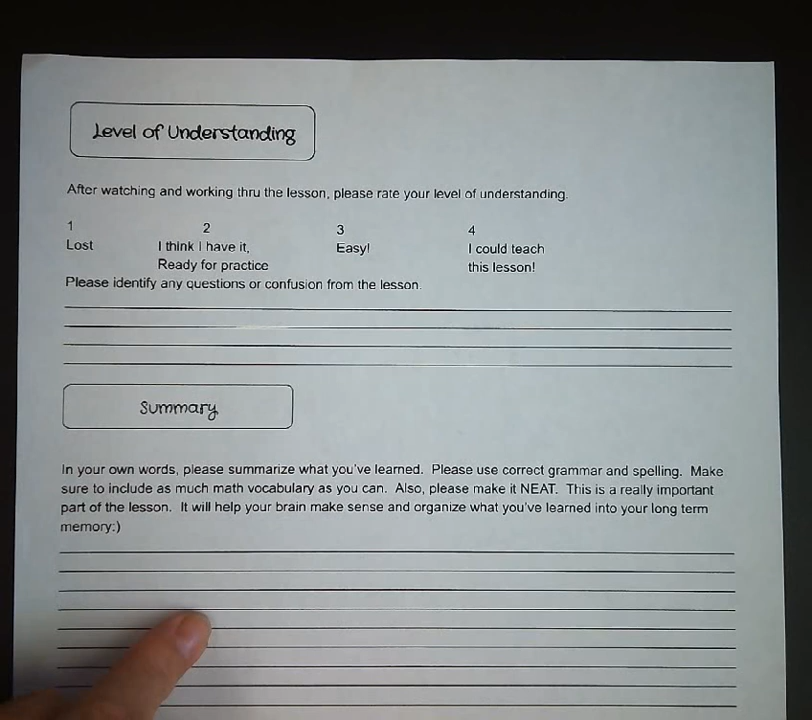 Level of Understanding
After watching and working thru the lesson, please rate your level of understanding.
1 2 3 4
Lost I think I have it, Easy! I could teach
Ready for practice this lesson!
Please identify any questions or confusion from the lesson.
Summary
In your own words, please summarize what you've learned. Please use correct grammar and spelling. Make
sure to include as much math vocabulary as you can. Also, please make it NEAT. This is a really important
part of the lesson. It will help your brain make sense and organize what you've learned into your long term
memory:)